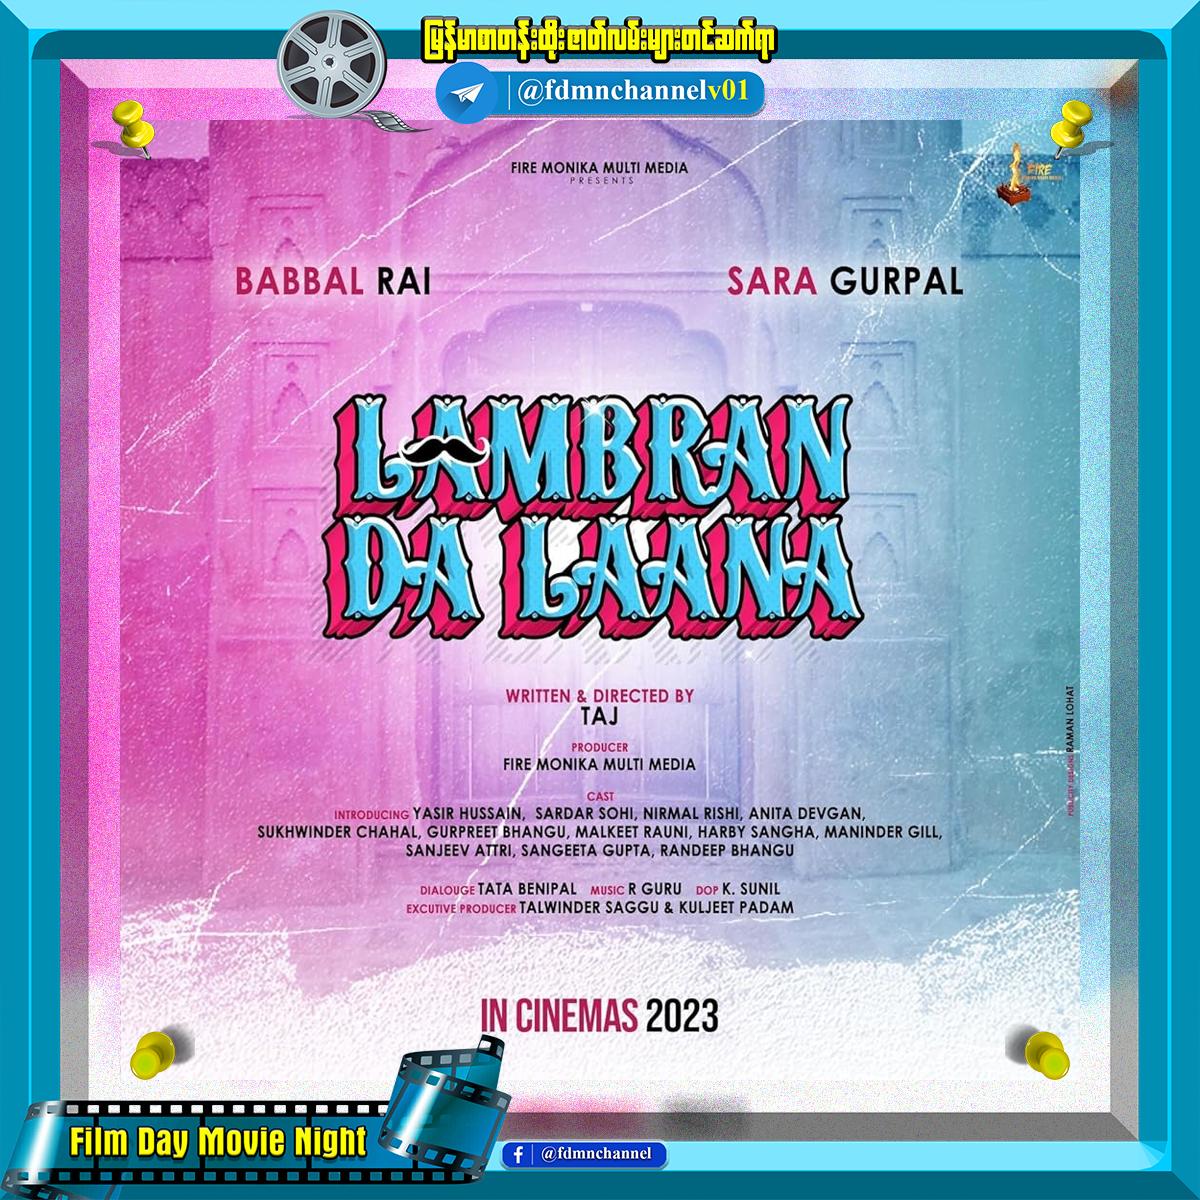 မြန်မာစာတန်းထိုး ဇာတ်လမ်းများတင်ဆက်ရာ
@fdmnchannelv01
FIRE MONIKA MULTI MEDIA
PRESENTS
FIRE
BABBAL RAI
SARA GURPAL
LAMBRAN
DA LAANA
WRITTEN & DIRECTED BY
TAJ
PRODUCER
FIRE MONIKA MULTI MEDIA
CAST
INTRODUCING YASIR HUSSAIN, SARDAR SOHI, NIRMAL RISHI, ANITA DEVGAN,
SUKHWINDER CHAHAL, GURPREET BHANGU, MALKEET RAUNI, HARBY SANGHA, MANINDER GILL,
SANJEEV ATTRI, SANGEETA GUPTA, RANDEEP BHANGU
DIALOUGE TATA BENIPAL MUSIC R GURU DOP K. SUNIL
EXCUTIVE PRODUCER TALWINDER SAGGU & KULJEET PADAM
PUBLICITY DESIGNS RAMAN LOHAT
IN CINEMAS 2023
Film Day Movie Night
f @fdmnchannel